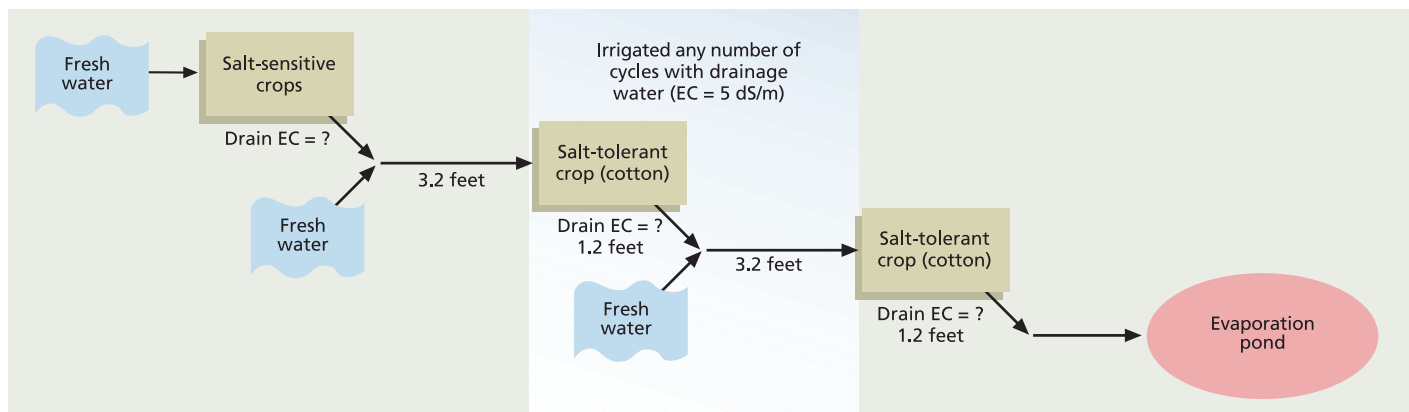 Fresh
water
Salt-sensitive
crops
Drain EC = ?
Fresh
water
3.2 feet
Irrigated any number of
cycles with drainage
water (EC = 5 dS/m)
Salt-tolerant
crop (cotton)
Drain EC = ?
1.2 feet
Fresh
water
3.2 feet
Salt-tolerant
crop (cotton)
Drain EC = ?
1.2 feet
Evaporation
pond